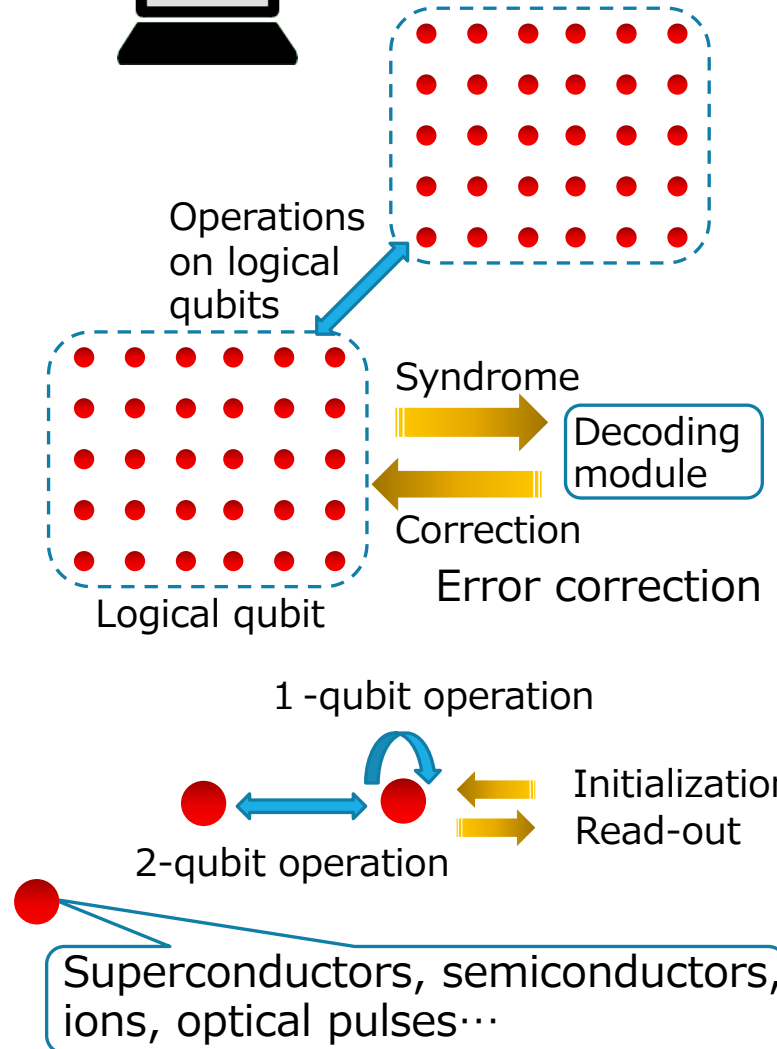 Operations
on logical
qubits
Syndrome
Decoding
module
Correction
Error correction
Logical qubit
1 -qubit operation
Initialization
Read-out
2-qubit operation
Superconductors, semiconductors,
ions, optical pulses…